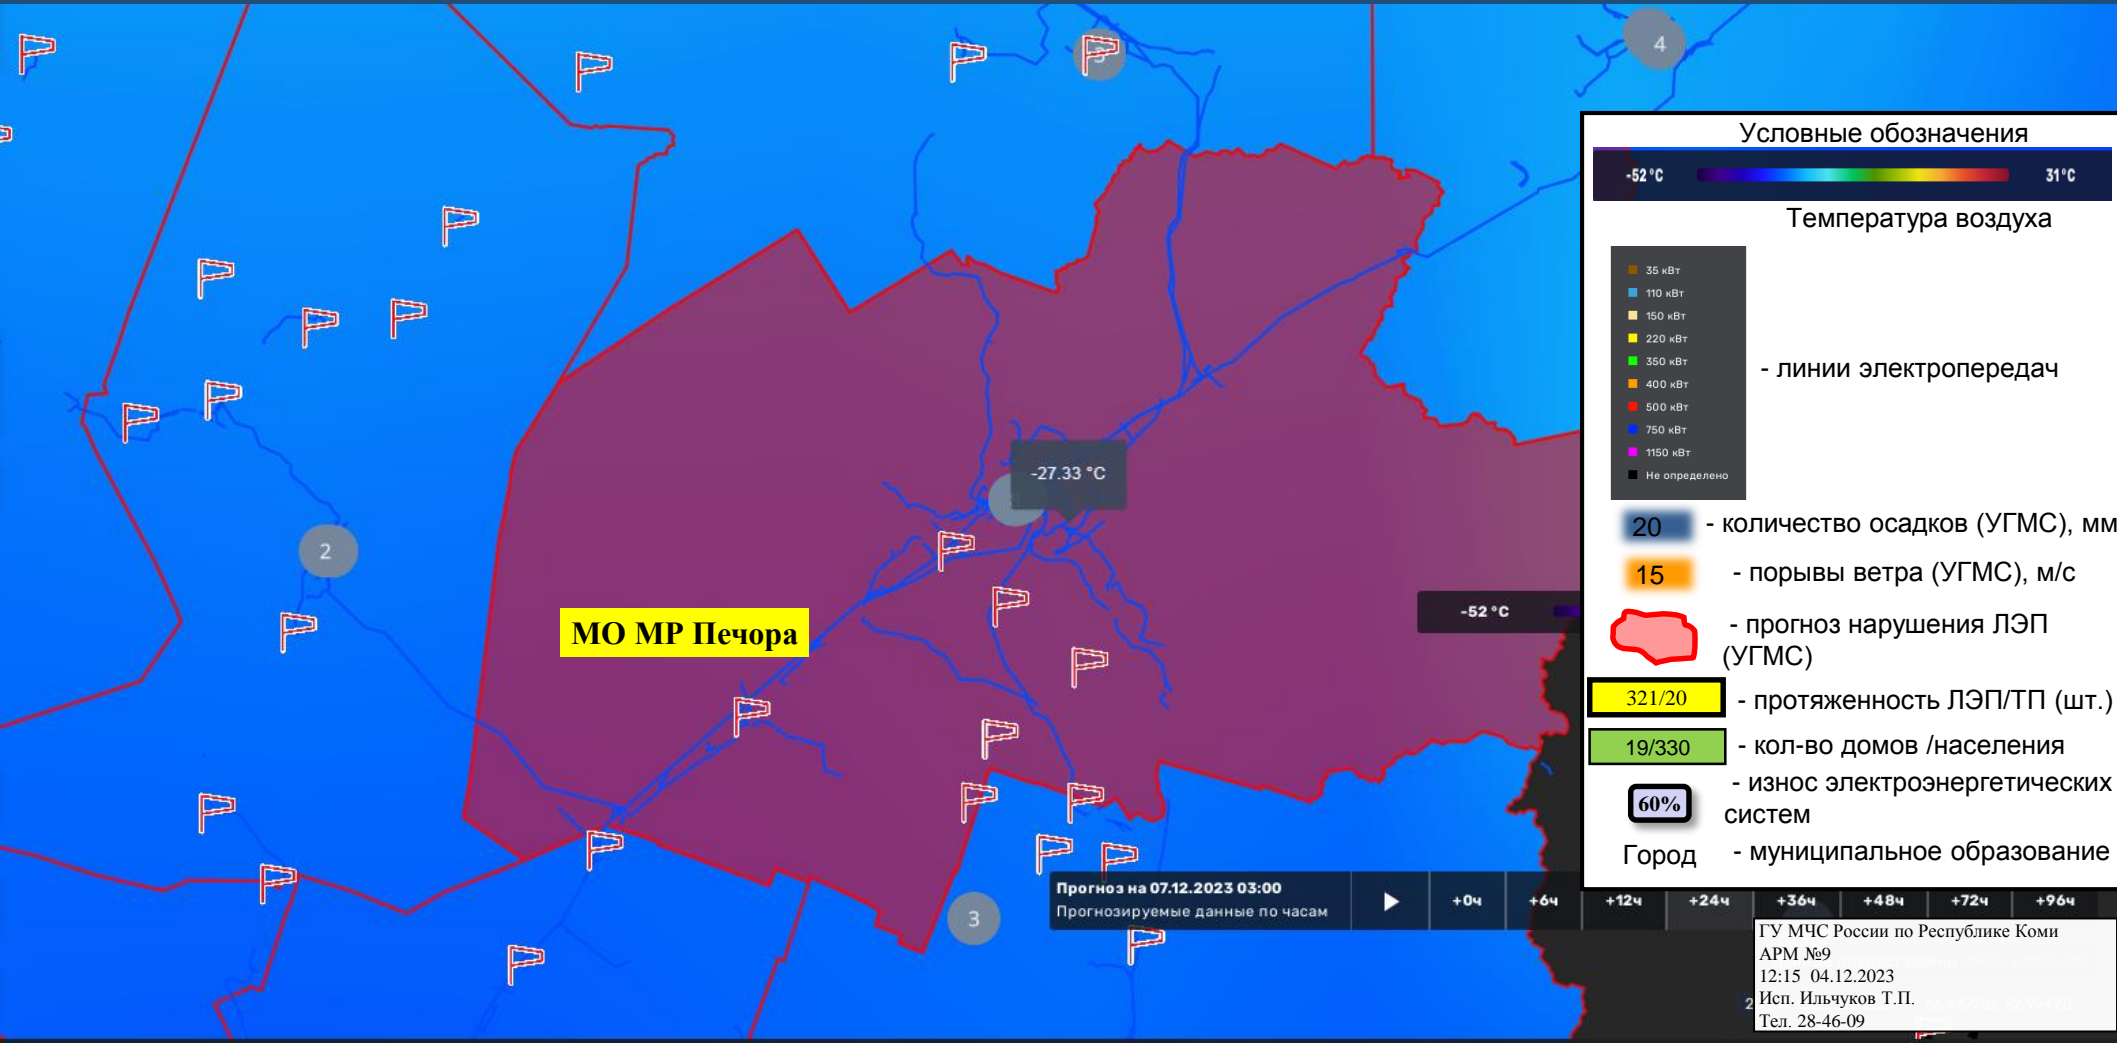 3
4
Условные обозначения
-52°C
31°C
Температура воздуха
35 кВт
110 кВт
150 кВт
220 кВт
350 кВт
400 кВт
500 кВт
750 кВт
1150 кВт
Не определено
- линии электропередач
-27.33 °C
20
- количество осадков (УГМС), мм
2
15
- порывы ветра (УГМС), м/с
-52°C
МО МР Печора
- прогноз нарушения ЛЭП
(УГМС)
321/20
- протяженность ЛЭП/ТП (шт.)
19/330
- кол-во домов /населения
60%
- износ электроэнергетических
систем
Город
- муниципальное образование
3
Прогноз на 07.12.2023 03:00
Прогнозируемые данные по часам
+0ч
+6ч
+12ч
+24ч
+36ч
+48ч
+72ч
+96ч
ГУ МЧС России по Республике Коми
АРМ №9
12:15 04.12.2023
Исп. Ильчуков Т.П.
Тел. 28-46-09
2